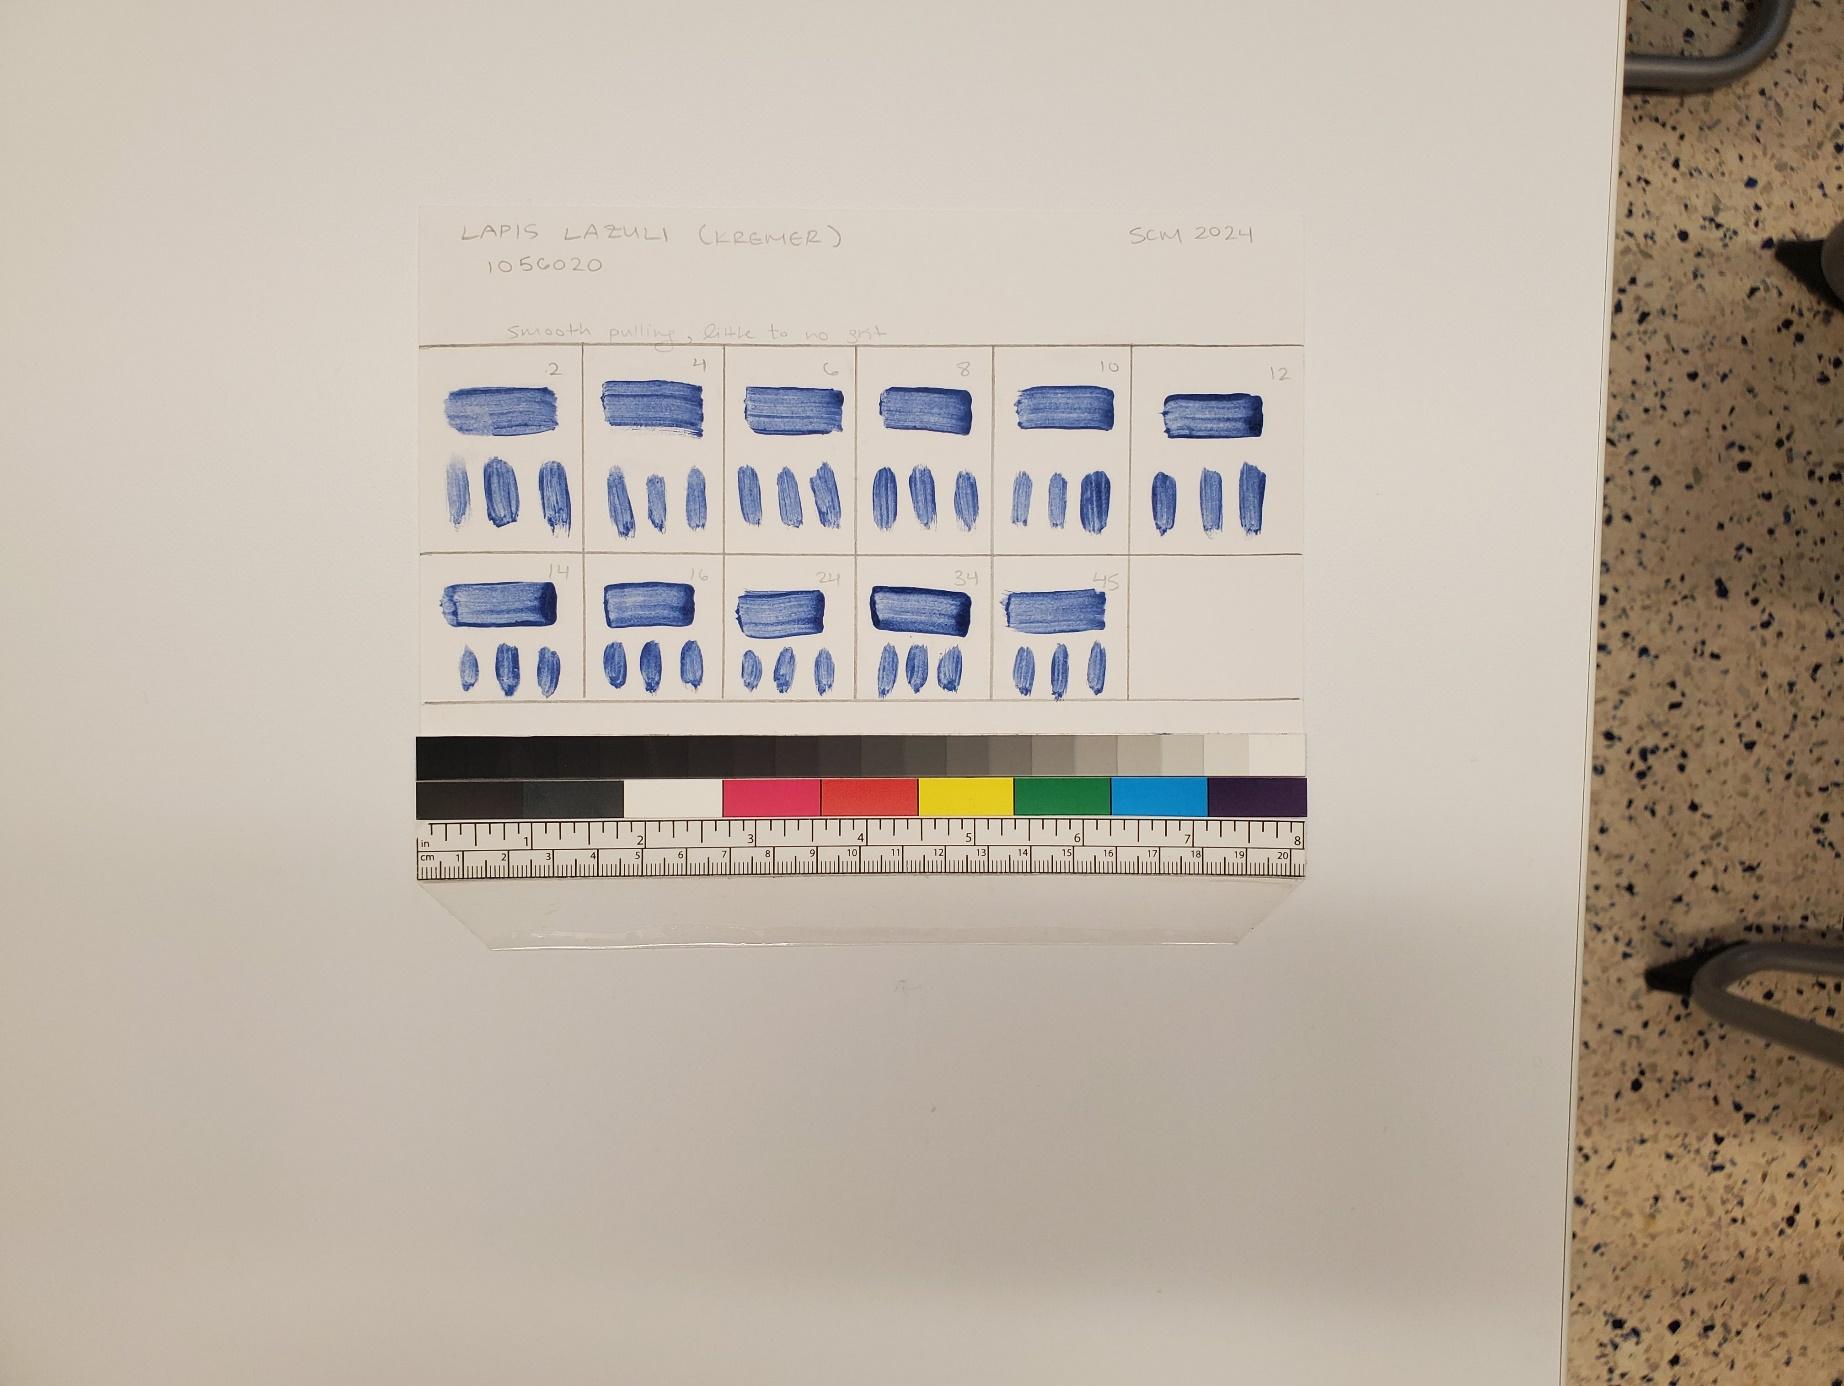 LAPIS LAZULI (KREMER) SCM 2024
1056020
smooth pulling, little to no grit
2 4 6 8 10 12
14 16 24 34 45
in 1 2 3 4 5 6 7 8
cm 1 2 3 4 5 6 7 8 9 10 11 12 13 14 15 16 17 18 19 20